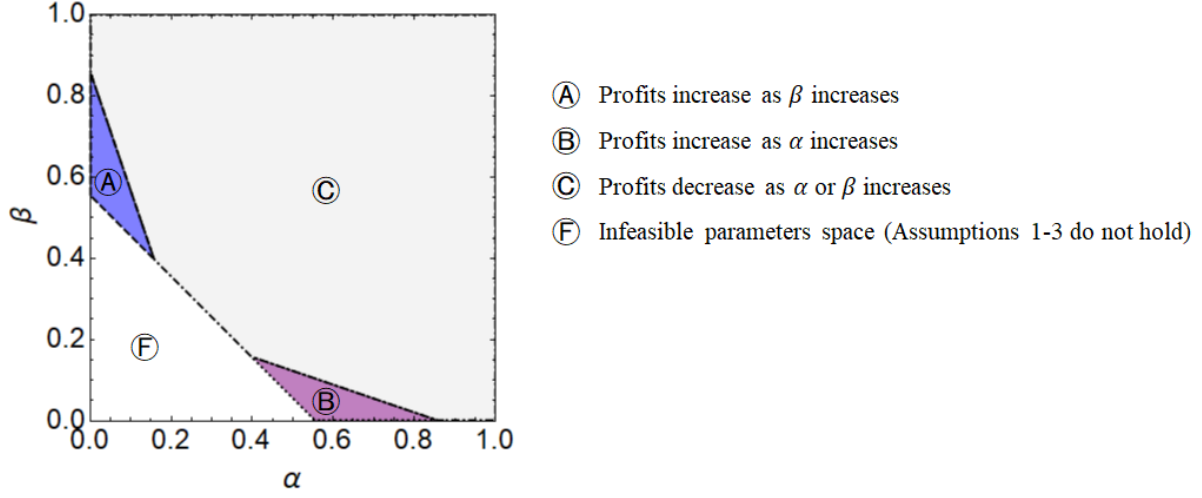 1.0
0.8
0.6
0.4
0.2
0.0
β
0.0 0.2 0.4 0.6 0.8 1.0
α
Ⓐ
Ⓑ
Ⓒ
Ⓕ
Ⓐ Profits increase as β increases
Ⓑ Profits increase as α increases
Ⓒ Profits decrease as α or β increases
Ⓕ Infeasible parameters space (Assumptions 1-3 do not hold)